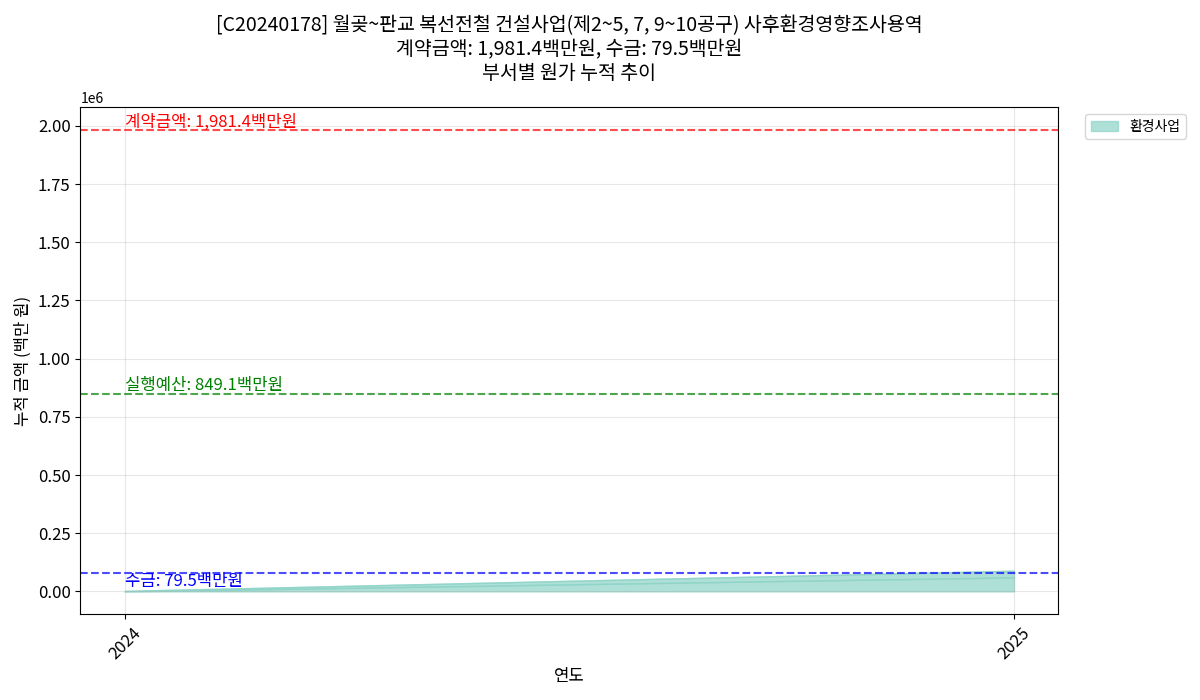 [C20240178] 월곶~판교 복선전철 건설사업(제2~5, 7, 9~10공구) 사후환경영향조사용역
계약금액: 1,981.4백만원, 수금: 79.5백만원
부서별 원가 누적 추이
1e6
2.00
1.75
1.50
1.25
1.00
0.75
0.50
0.25
0.00
누적 금액 (백만 원)
계약금액: 1,981.4백만원
실행예산: 849.1백만원
수금: 79.5백만원
환경사업
2024
2025
연도